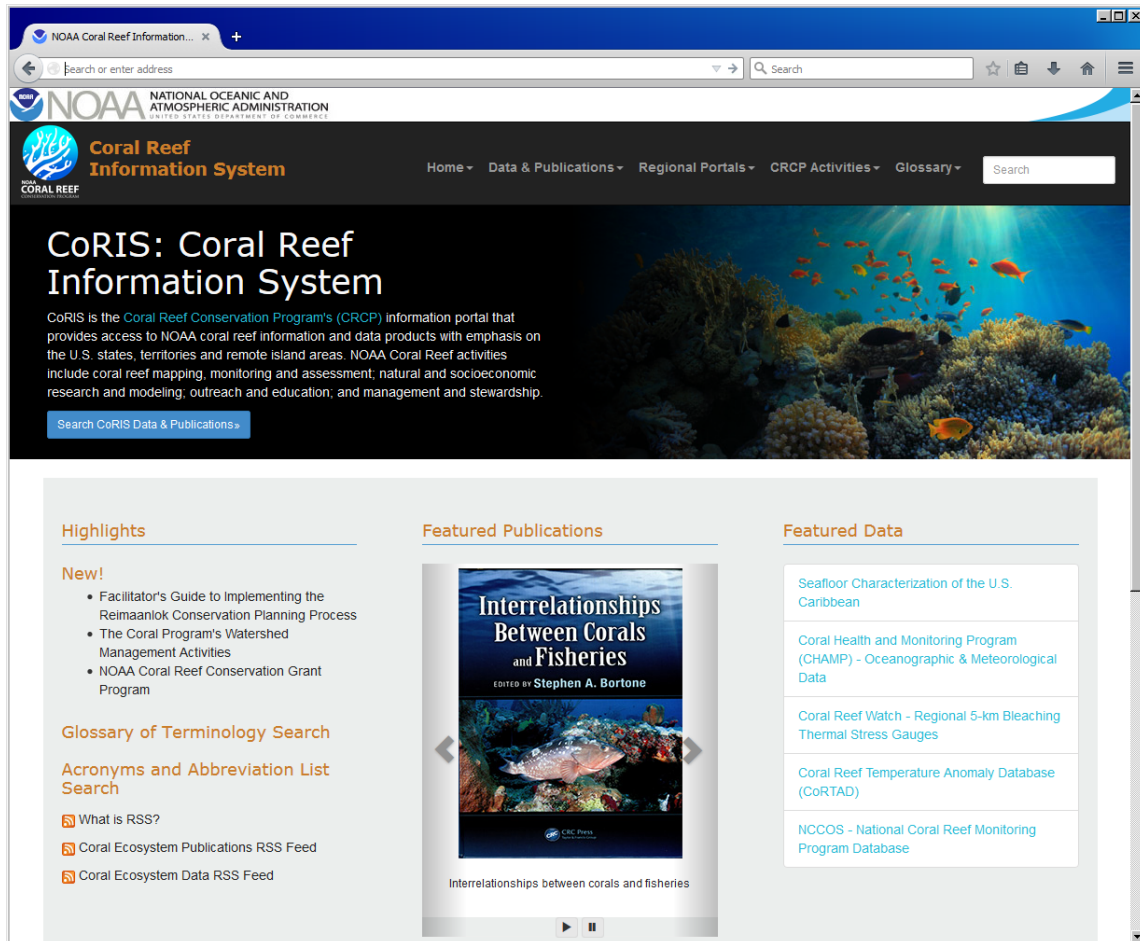 NOAA Coral Reef Information...
Search or enter address
Search
NOAA
NOAA
NATIONAL OCEANIC AND
ATMOSPHERIC ADMINISTRATION
UNITED STATES DEPARTMENT OF COMMERCE
NOAA
CORAL REEF
CONSERVATION PROGRAM
Coral Reef
Information System
Home
Data & Publications
Regional Portals
CRCP Activities
Glossary
Search
CoRIS: Coral Reef
Information System
CoRIS is the Coral Reef Conservation Program's (CRCP) information portal that
provides access to NOAA coral reef information and data products with emphasis on
the U.S. states, territories and remote island areas. NOAA Coral Reef activities
include coral reef mapping, monitoring and assessment; natural and socioeconomic
research and modeling; outreach and education; and management and stewardship.
Search CoRIS Data & Publications»
Highlights
New!
• Facilitator's Guide to Implementing the
Reimaanlok Conservation Planning Process
• The Coral Program's Watershed
Management Activities
• NOAA Coral Reef Conservation Grant
Program
Glossary of Terminology Search
Acronyms and Abbreviation List
Search
What is RSS?
Coral Ecosystem Publications RSS Feed
Coral Ecosystem Data RSS Feed
Featured Publications
Interrelationships
Between Corals
and Fisheries
EDITED BY Stephen A. Bortone
CRC Press
Interrelationships between corals and fisheries
Featured Data
Seafloor Characterization of the U.S.
Caribbean
Coral Health and Monitoring Program
(CHAMP) - Oceanographic & Meteorological
Data
Coral Reef Watch - Regional 5-km Bleaching
Thermal Stress Gauges
Coral Reef Temperature Anomaly Database
(CoRTAD)
NCCOS - National Coral Reef Monitoring
Program Database